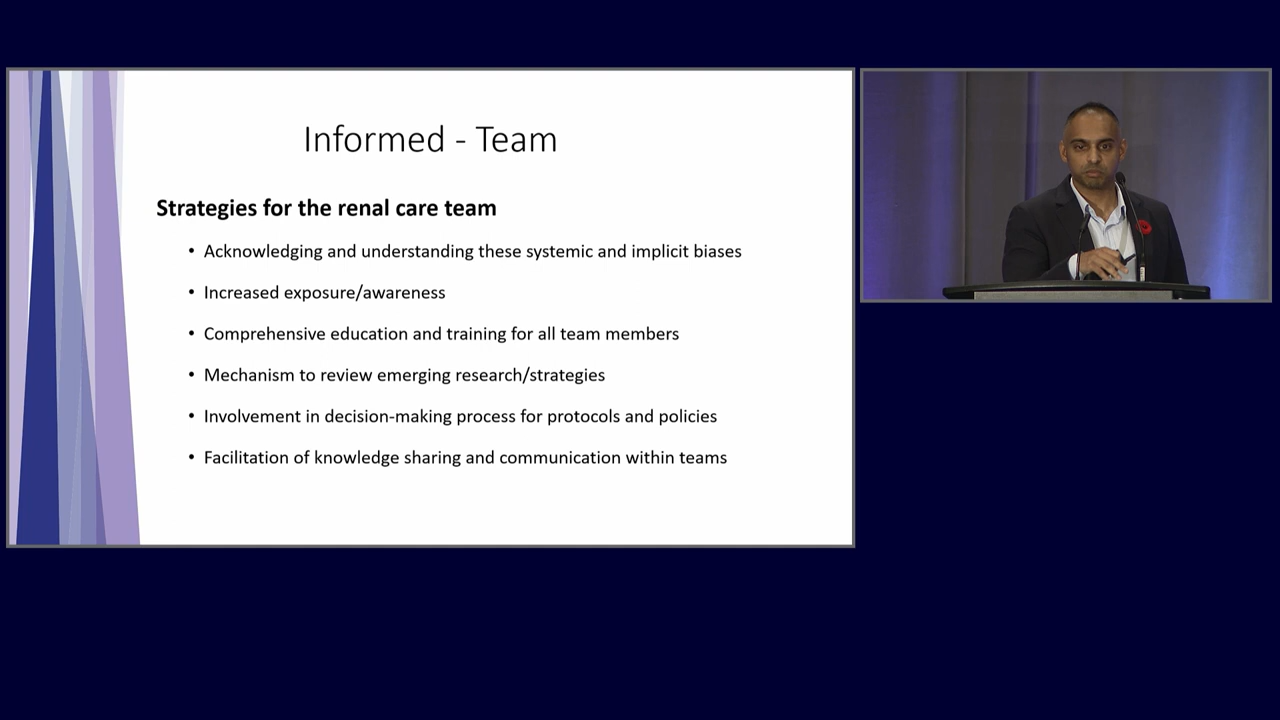 Informed - Team
Strategies for the renal care team
• Acknowledging and understanding these systemic and implicit biases
• Increased exposure/awareness
• Comprehensive education and training for all team members
• Mechanism to review emerging research/strategies
• Involvement in decision-making process for protocols and policies
• Facilitation of knowledge sharing and communication within teams